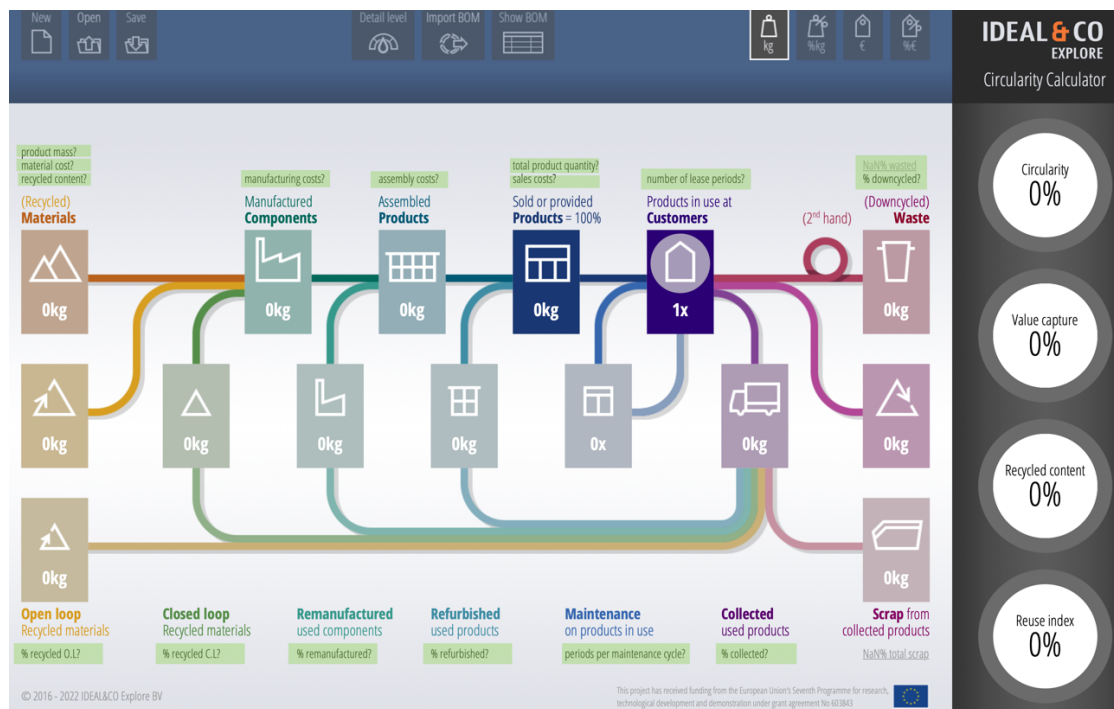 New
Open
Save
Detail level
Import BOM
Show BOM
kg
%kg
€
%€
IDEAL&CO
EXPLORE
Circularity Calculator
product mass?
material cost?
recycled content?
manufacturing costs?
assembly costs?
total product quantity?
sales costs?
number of lease periods?
NaN% wasted
% downcycled?
(Recycled)
Materials
Manufactured
Components
Assembled
Products
Sold or provided
Products = 100%
Products in use at
Customers
(2nd hand)
(Downcycled)
Waste
0kg
0kg
0kg
0kg
1x
0kg
0kg
0kg
0kg
0kg
0x
0kg
0kg
0kg
0kg
Open loop
Recycled materials
% recycled O.L?
Closed loop
Recycled materials
% recycled C.L?
Remanufactured
used components
% remanufactured?
Refurbished
used products
% refurbished?
Maintenance
on products in use
periods per maintenance cycle?
Collected
used products
% collected?
Scrap from
collected products
NaN% total scrap
Circularity
0%
Value capture
0%
Recycled content
0%
Reuse index
0%
© 2016 - 2022 IDEAL&CO Explore BV
This project has received funding from the European Union's Seventh Programme for research,
technological development and demonstration under grant agreement No 603843